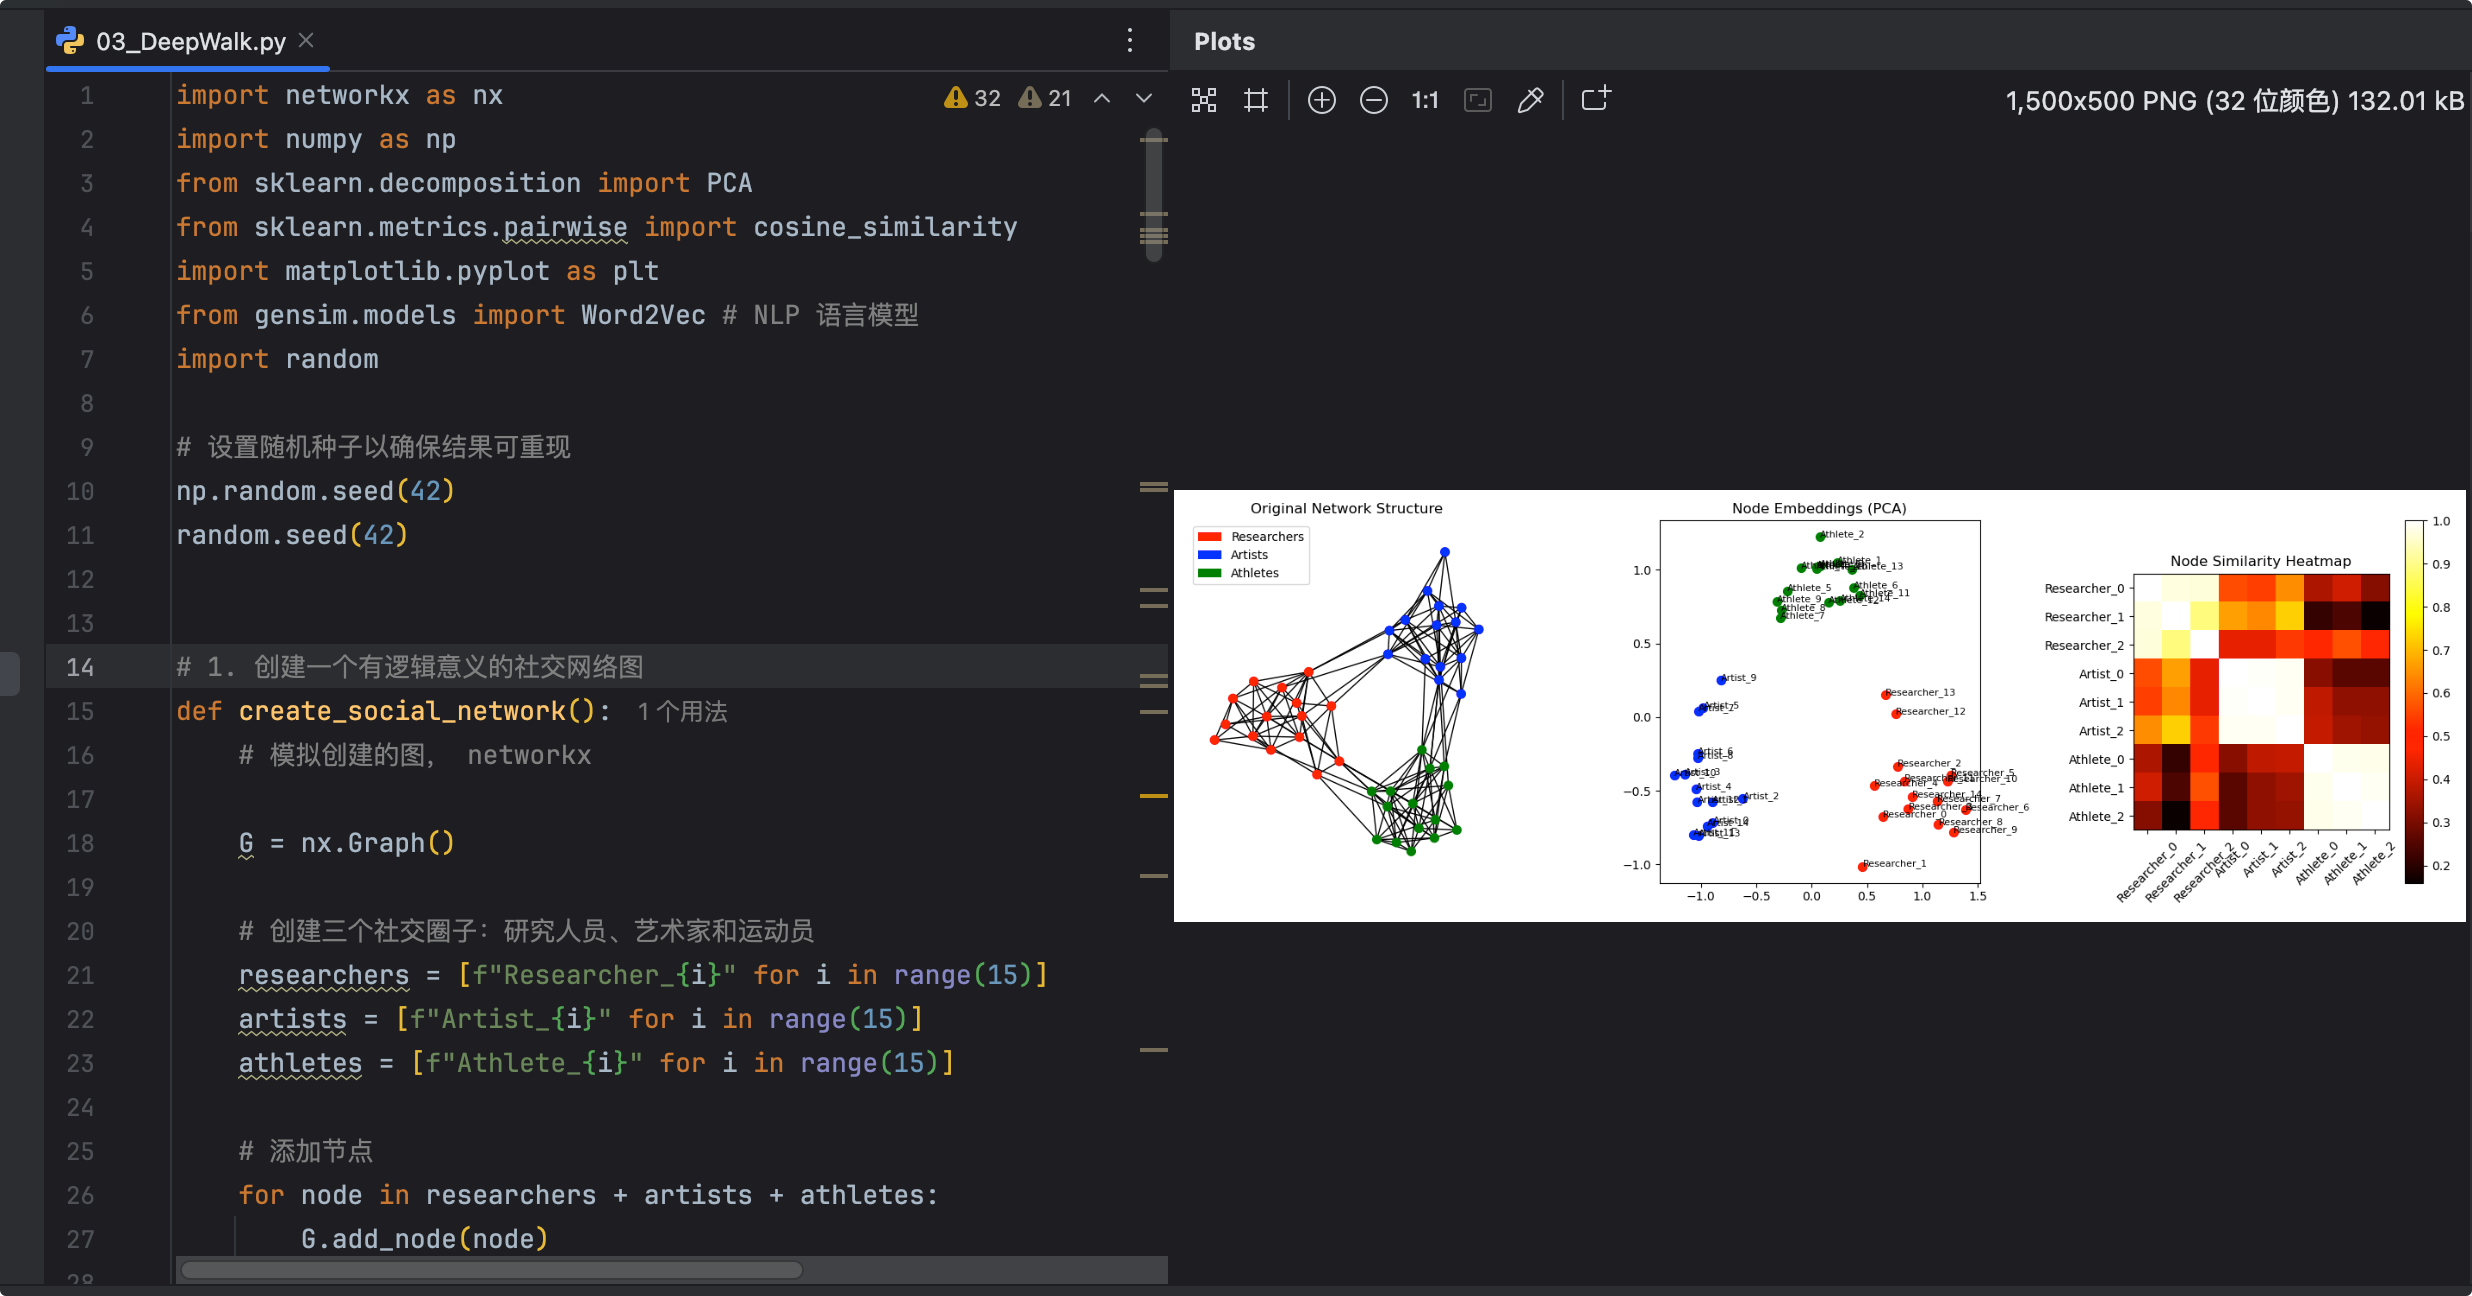 03_DeepWalk.py
32 21
1 import networkx as nx
2 import numpy as np
3 from sklearn.decomposition import PCA
4 from sklearn.metrics.pairwise import cosine_similarity
5 import matplotlib.pyplot as plt
6 from gensim.models import Word2Vec # NLP 语言模型
7 import random
8
9 # 设置随机种子以确保结果可重现
10 np.random.seed(42)
11 random.seed(42)
12
13
14 # 1. 创建一个有逻辑意义的社交网络图
15 def create_social_network(): 1 个用法
16 # 模拟创建的图， networkx
17
18 G = nx.Graph()
19
20 # 创建三个社交圈子：研究人员、艺术家和运动员
21 researchers = [f"Researcher_{i}" for i in range(15)]
22 artists = [f"Artist_{i}" for i in range(15)]
23 athletes = [f"Athlete_{i}" for i in range(15)]
24
25 # 添加节点
26 for node in researchers + artists + athletes:
27 G.add_node(node)
28
Plots
1:1
1,500x500 PNG (32 位颜色) 132.01 kB
Original Network Structure
Researchers
Artists
Athletes
Node Embeddings (PCA)
1.0
0.5
0.0
−0.5
−1.0
−1.0 −0.5 0.0 0.5 1.0 1.5
Athlete_2
Athlete_1
Athlete_13
Athlete_5
Athlete_6
Athlete_11
Athlete_9
Athlete_14
Athlete_12
Athlete_8
Athlete_7
Artist_9
Artist_5
Researcher_13
Researcher_12
Artist_6
Artist_8
Artist_3
Artist_10
Researcher_2
Researcher_5
Researcher_10
Researcher_4
Artist_4
Artist_2
Researcher_14
Researcher_7
Researcher_6
Researcher_0
Artist_0
Artist_14
Researcher_8
Artist_13
Researcher_9
Researcher_1
Node Similarity Heatmap
Researcher_0
Researcher_1
Researcher_2
Artist_0
Artist_1
Artist_2
Athlete_0
Athlete_1
Athlete_2
Researcher_0
Researcher_1
Researcher_2
Artist_0
Artist_1
Artist_2
Athlete_0
Athlete_1
Athlete_2
1.0
0.9
0.8
0.7
0.6
0.5
0.4
0.3
0.2